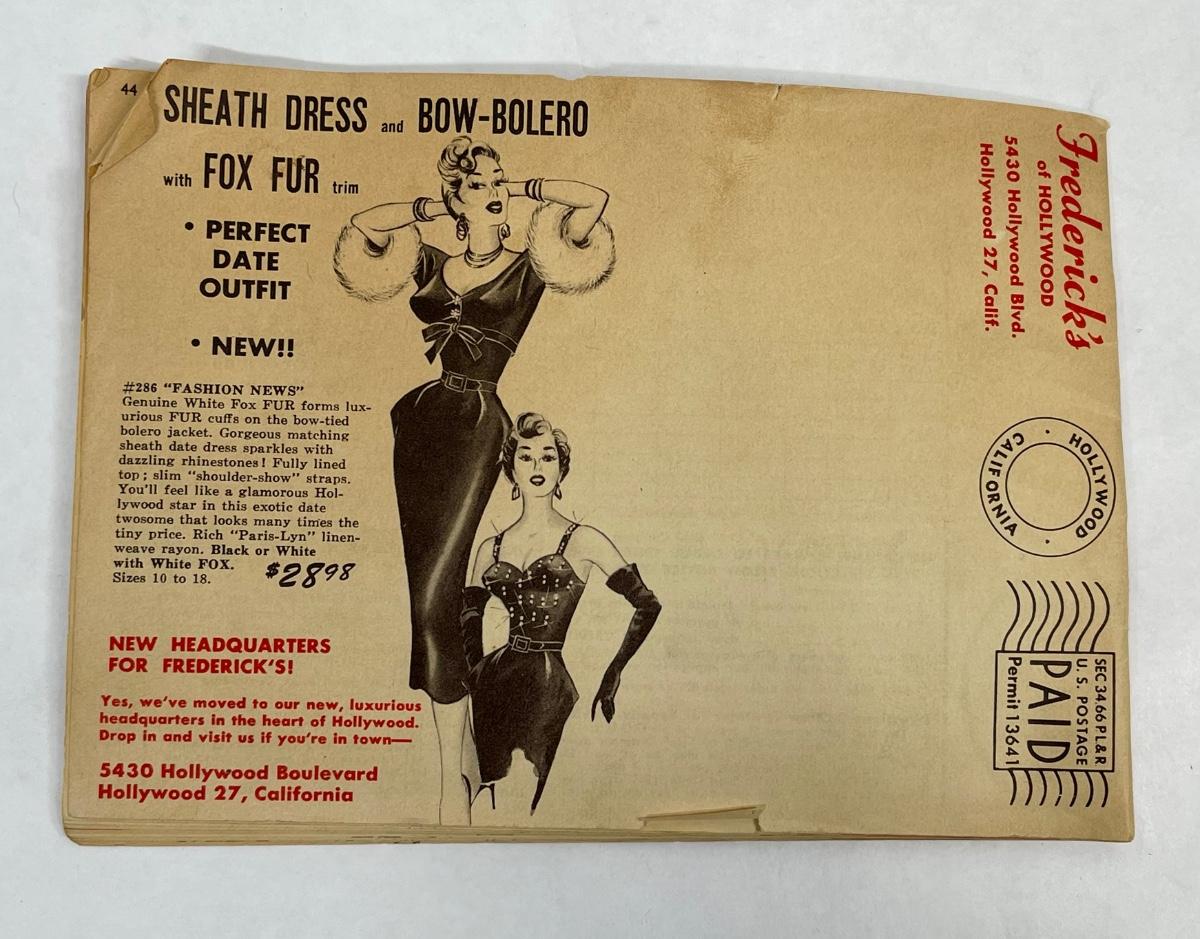 44
SHEATH DRESS and BOW-BOLERO
with FOX FUR trim
• PERFECT
DATE
OUTFIT
• NEW!!
#286 "FASHION NEWS"
Genuine White Fox FUR forms lux-
urious FUR cuffs on the bow-tied
bolero jacket. Gorgeous matching
sheath date dress sparkles with
dazzling rhinestones! Fully lined
top; slim "shoulder-show" straps.
You'll feel like a glamorous Hol-
lywood star in this exotic date
twosome that looks many times the
tiny price. Rich "Paris-Lyn" linen-
weave rayon. Black or White
with White FOX.
Sizes 10 to 18. $28 98
NEW HEADQUARTERS
FOR FREDERICK'S!
Yes, we've moved to our new, luxurious
headquarters in the heart of Hollywood.
Drop in and visit us if you're in town—
5430 Hollywood Boulevard
Hollywood 27, California
Frederick's
of HOLLYWOOD
5430 Hollywood Blvd.
Hollywood 27, Calif.
HOLLYWOOD
• CALIFORNIA •
SEC 34.66 P L & R
U. S. POSTAGE
PAID
Permit 13641